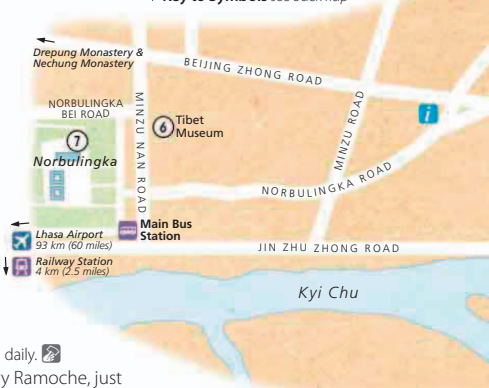 Key to Symbols see back flap
Drepung Monastery &
Nechung Monastery
BEIJING ZHONG ROAD
NORBULINGKA
BEI ROAD
MINZU NAN ROAD
6 Tibet
Museum
MINZU ROAD
i
7
Norbulingka
NORBULINGKA ROAD
Main Bus
Station
Lhasa Airport
93 km (60 miles)
JIN ZHU ZHONG ROAD
Railway Station
4 km (2.5 miles)
Kyi Chu
daily.
y Ramoche, just